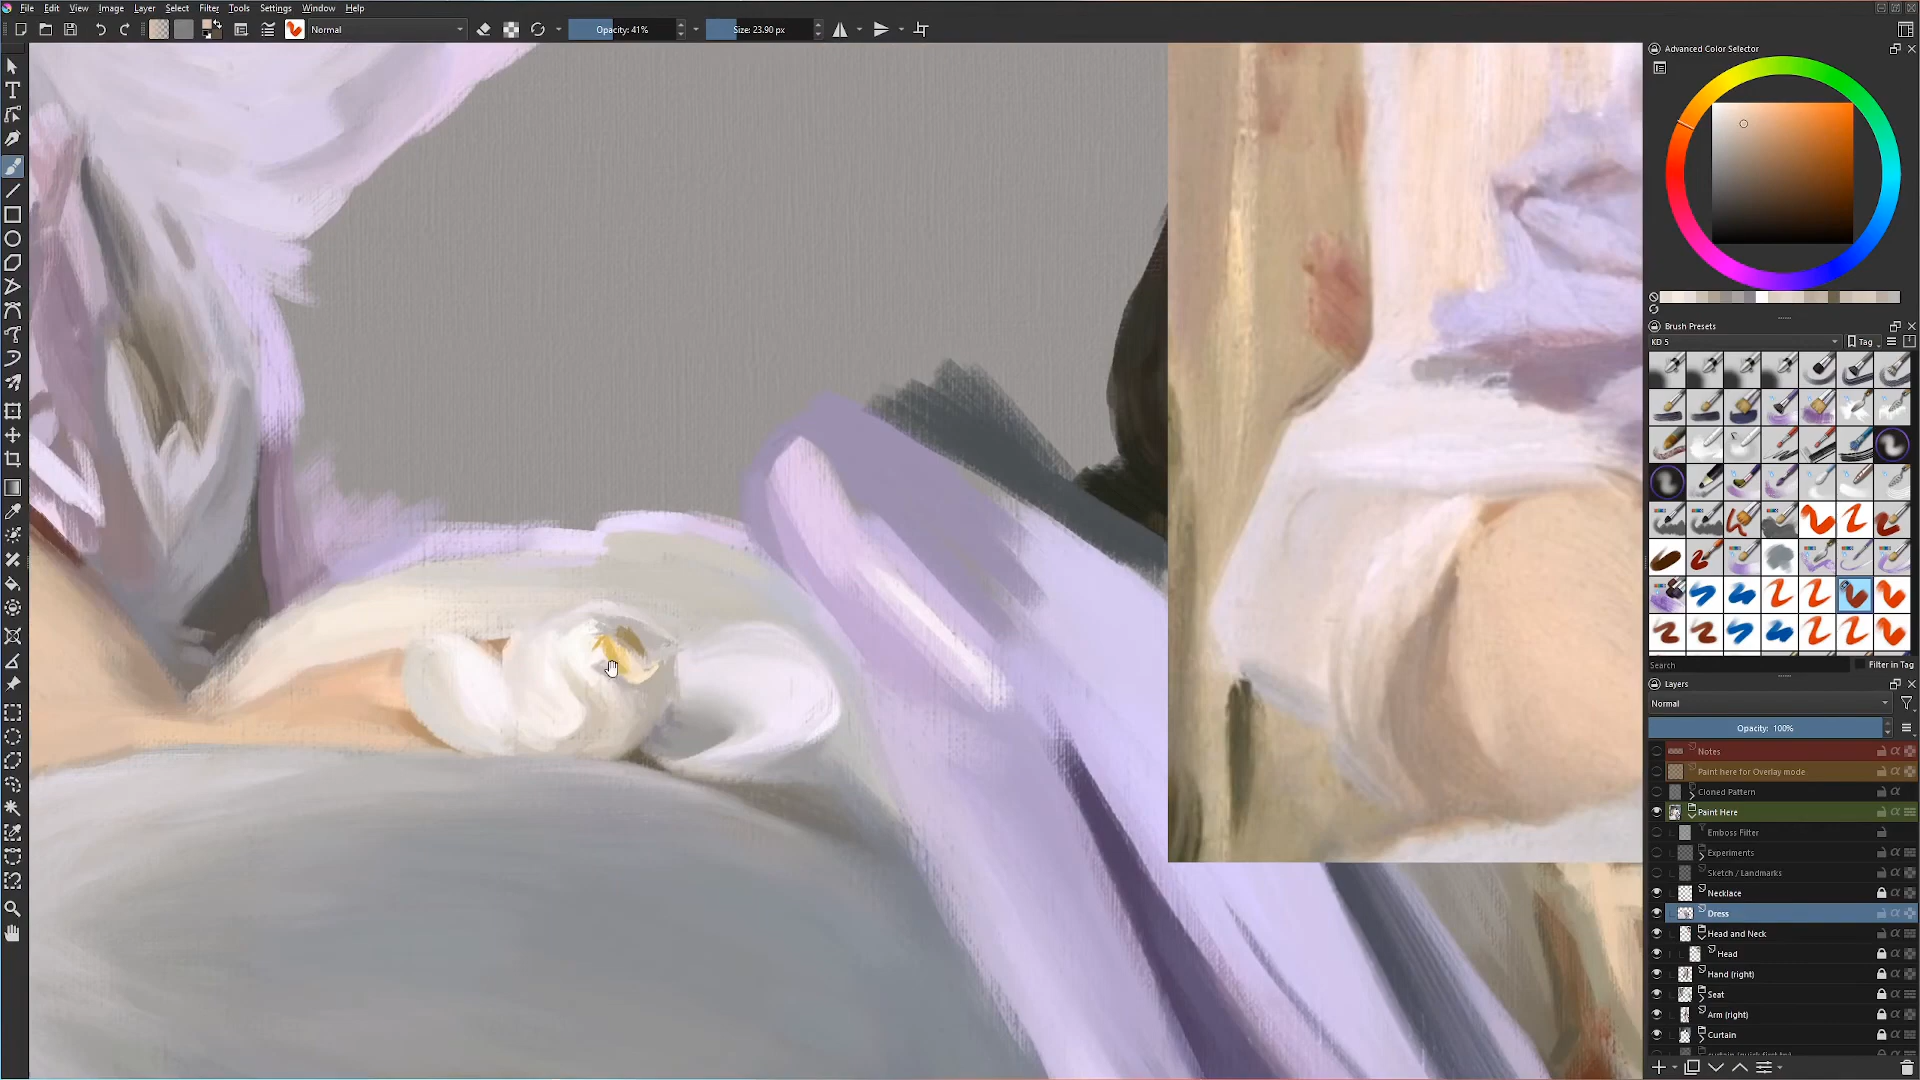 File Edit View Image Layer Select Filter Tools Settings Window Help
Normal Opacity: 41% Size: 23.90 px
Advanced Color Selector
Brush Presets
KD 5 Tag
Search Filter in Tag
Layers
Normal
Opacity: 100%
Notes
Paint here for Overlay mode
Cloned Pattern
Paint Here
Emboss Filter
Experiments
Sketch / Landmarks
Necklace
Dress
Head and Neck
Head
Hand (right)
Seat
Arm (right)
Curtain